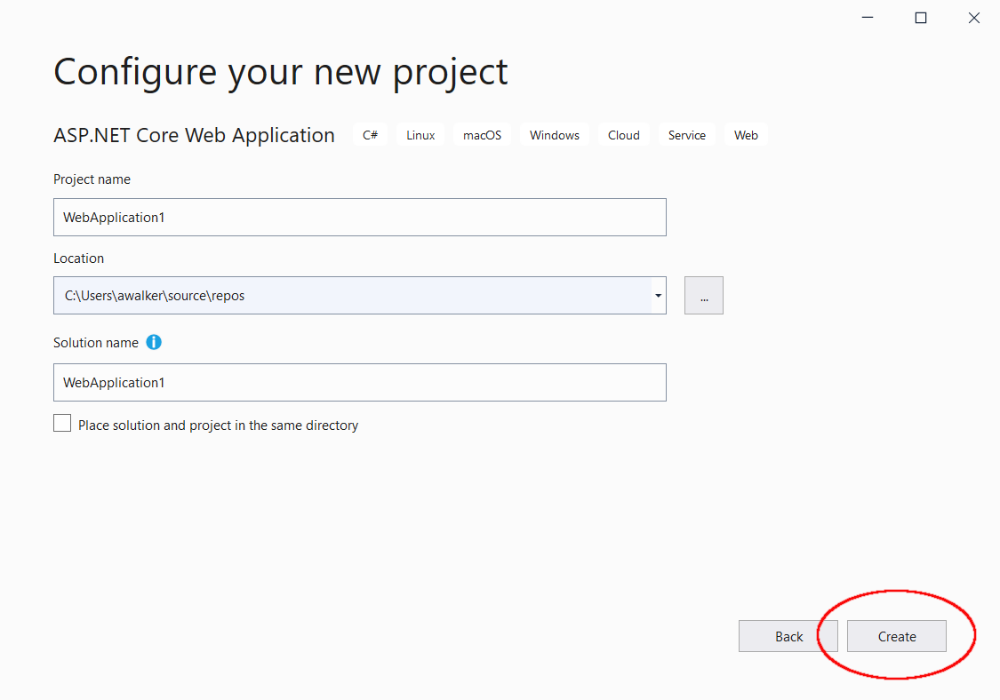 Configure your new project
ASP.NET Core Web Application C# Linux macOS Windows Cloud Service Web
Project name
WebApplication1
Location
C:\Users\awalker\source\repos
...
Solution name i
WebApplication1
Place solution and project in the same directory
Back Create